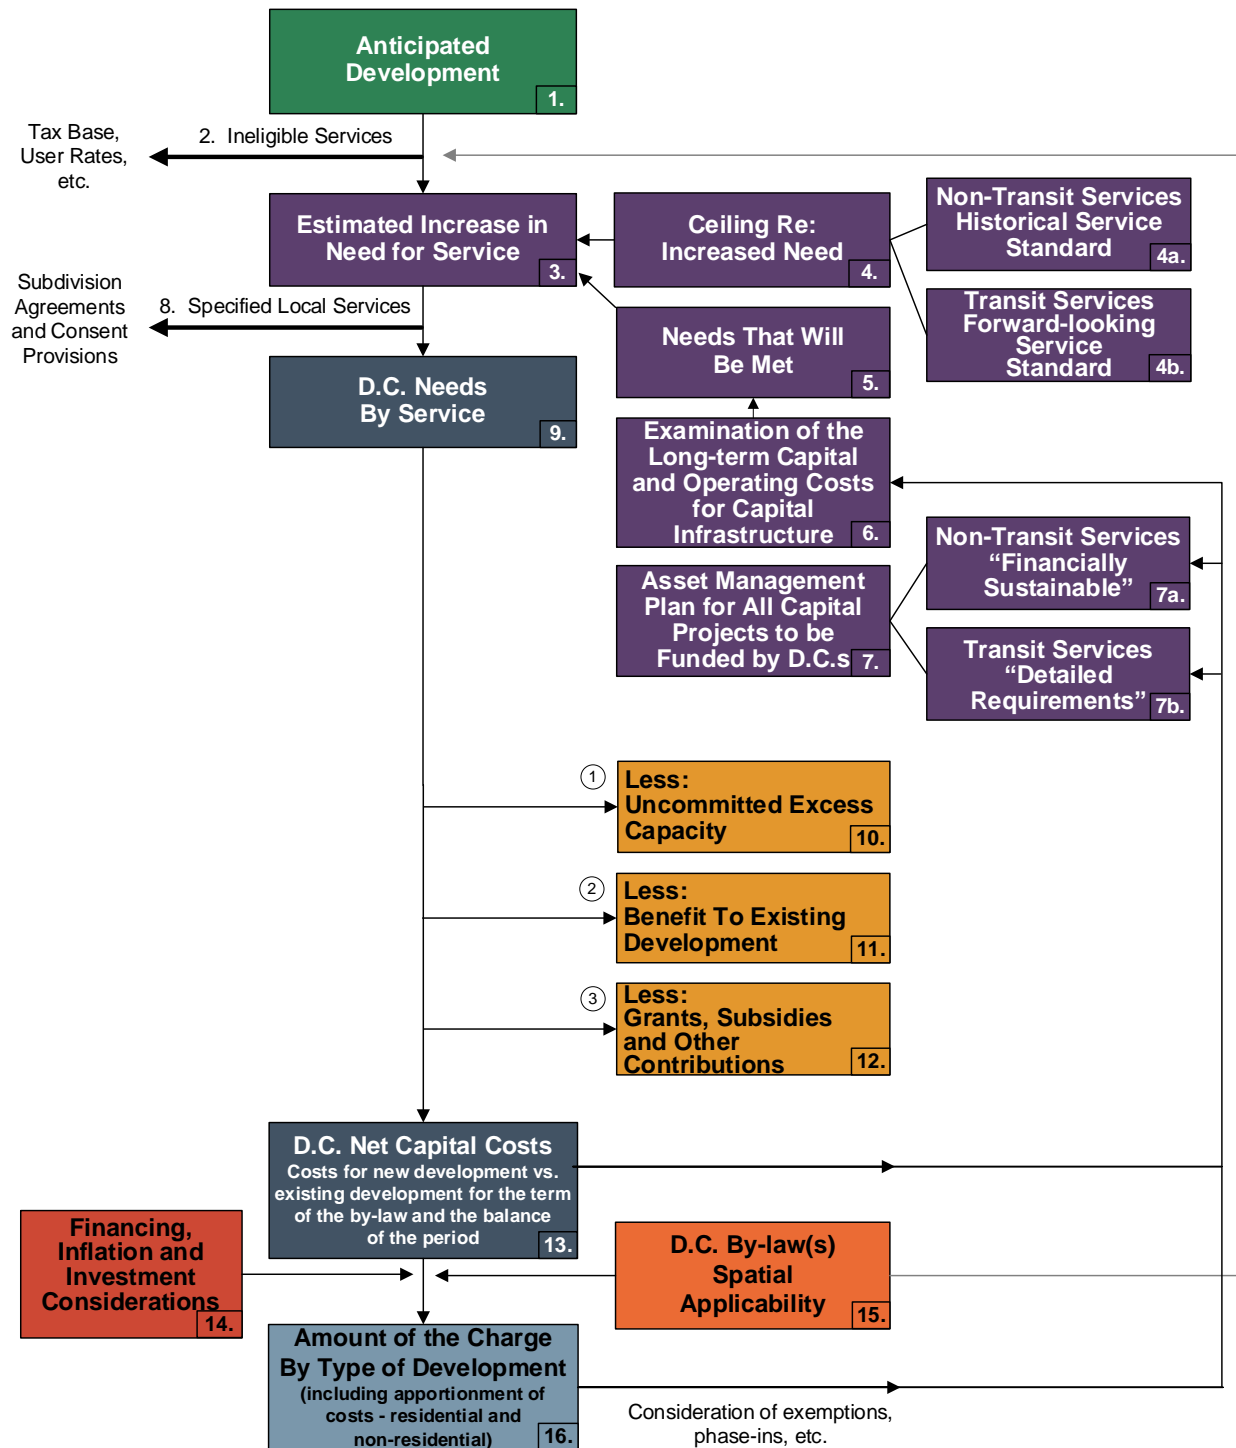 Anticipated
Development
1.
Tax Base,
User Rates,
etc.
2. Ineligible Services
Estimated Increase in
Need for Service
3.
Ceiling Re:
Increased Need
4.
Non-Transit Services
Historical Service
Standard
4a.
Transit Services
Forward-looking
Service
Standard
4b.
Subdivision
Agreements
and Consent
Provisions
8. Specified Local Services
Needs That Will
Be Met
5.
D.C. Needs
By Service
9.
Examination of the
Long-term Capital
and Operating Costs
for Capital
Infrastructure
6.
Asset Management
Plan for All Capital
Projects to be
Funded by D.C.s
7.
Non-Transit Services
“Financially
Sustainable”
7a.
Transit Services
“Detailed
Requirements”
7b.
1
Less:
Uncommitted Excess
Capacity
10.
2
Less:
Benefit To Existing
Development
11.
3
Less:
Grants, Subsidies
and Other
Contributions
12.
D.C. Net Capital Costs
Costs for new development vs.
existing development for the term
of the by-law and the balance
of the period
13.
Financing,
Inflation and
Investment
Considerations
14.
D.C. By-law(s)
Spatial
Applicability
15.
Amount of the Charge
By Type of Development
(including apportionment of
costs - residential and
non-residential)
16.
Consideration of exemptions,
phase-ins, etc.